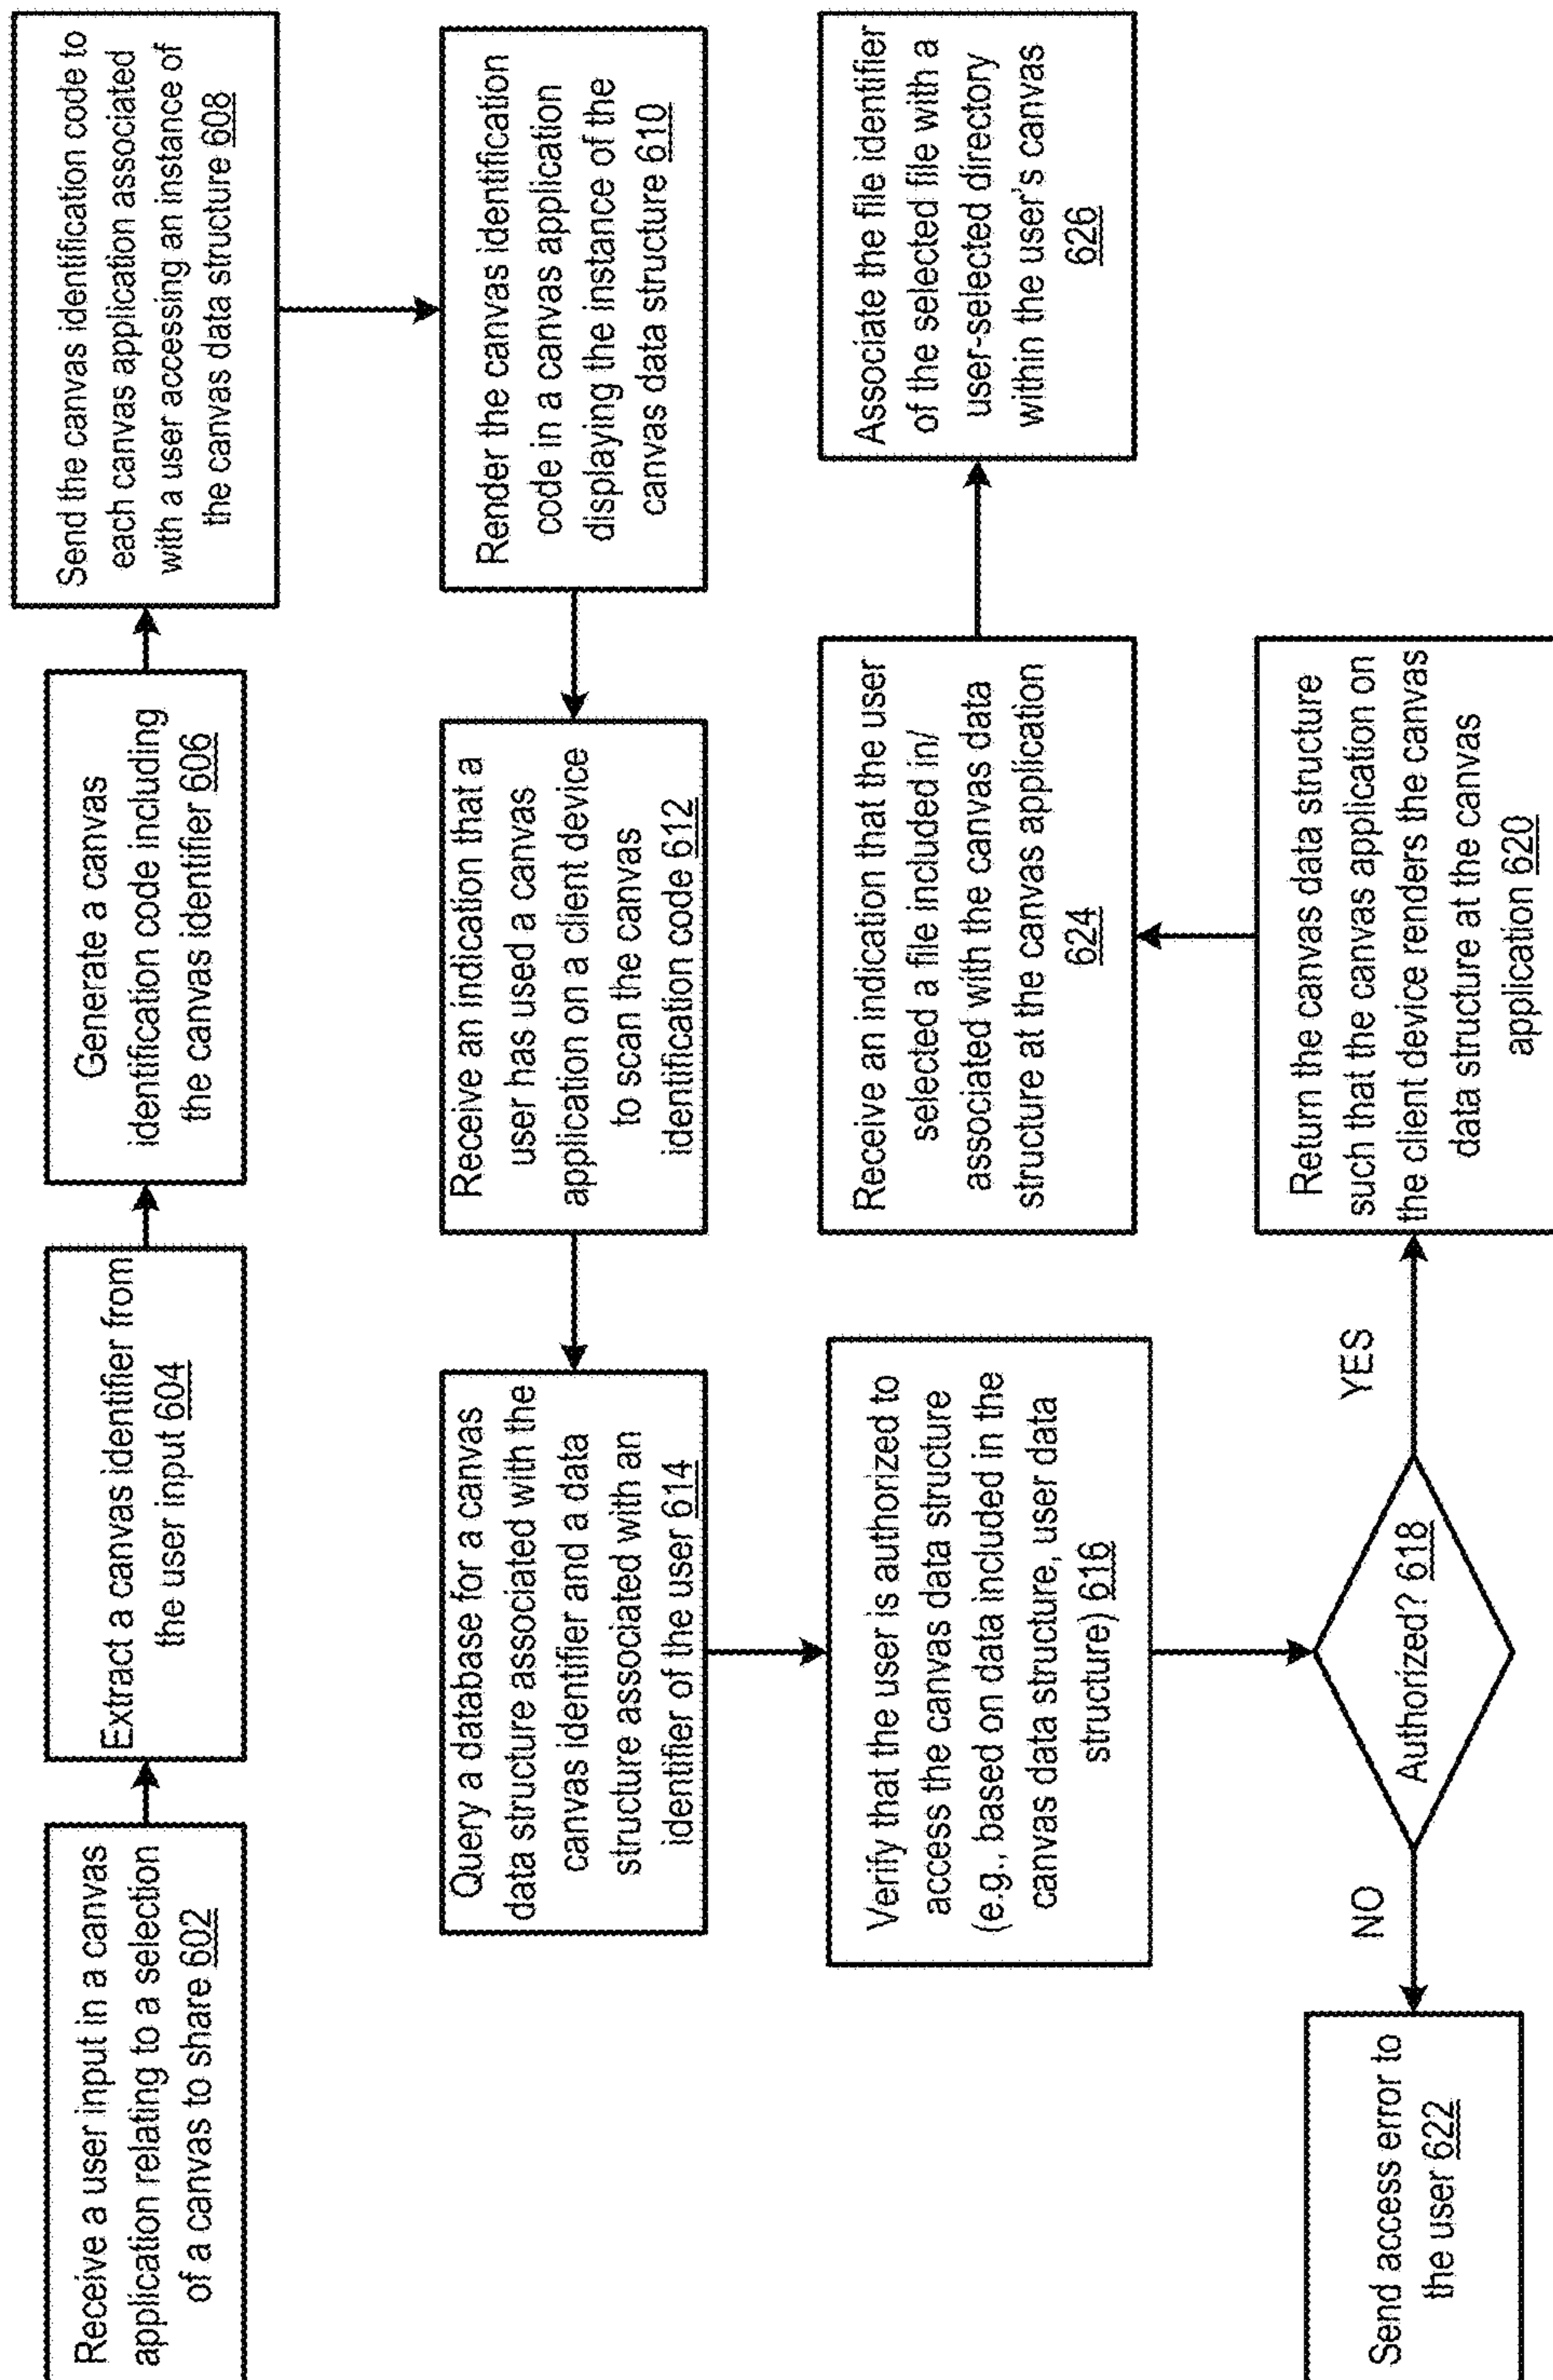 Receive a user input in a canvas
application relating to a selection
of a canvas to share 602
Extract a canvas identifier from
the user input 604
Generate a canvas
identification code including
the canvas identifier 606
Send the canvas identification code to
each canvas application associated
with a user accessing an instance of
the canvas data structure 608
Render the canvas identification
code in a canvas application
displaying the instance of the
canvas data structure 610
Receive an indication that a
user has used a canvas
application on a client device
to scan the canvas
identification code 612
Query a database for a canvas
data structure associated with the
canvas identifier and a data
structure associated with an
identifier of the user 614
Verify that the user is authorized to
access the canvas data structure
(e.g., based on data included in the
canvas data structure, user data
structure) 616
Authorized? 618
NO
YES
Send access error to
the user 622
Return the canvas data structure
such that the canvas application on
the client device renders the canvas
data structure at the canvas
application 620
Receive an indication that the user
selected a file included in/
associated with the canvas data
structure at the canvas application
624
Associate the file identifier
of the selected file with a
user-selected directory
within the user's canvas
626